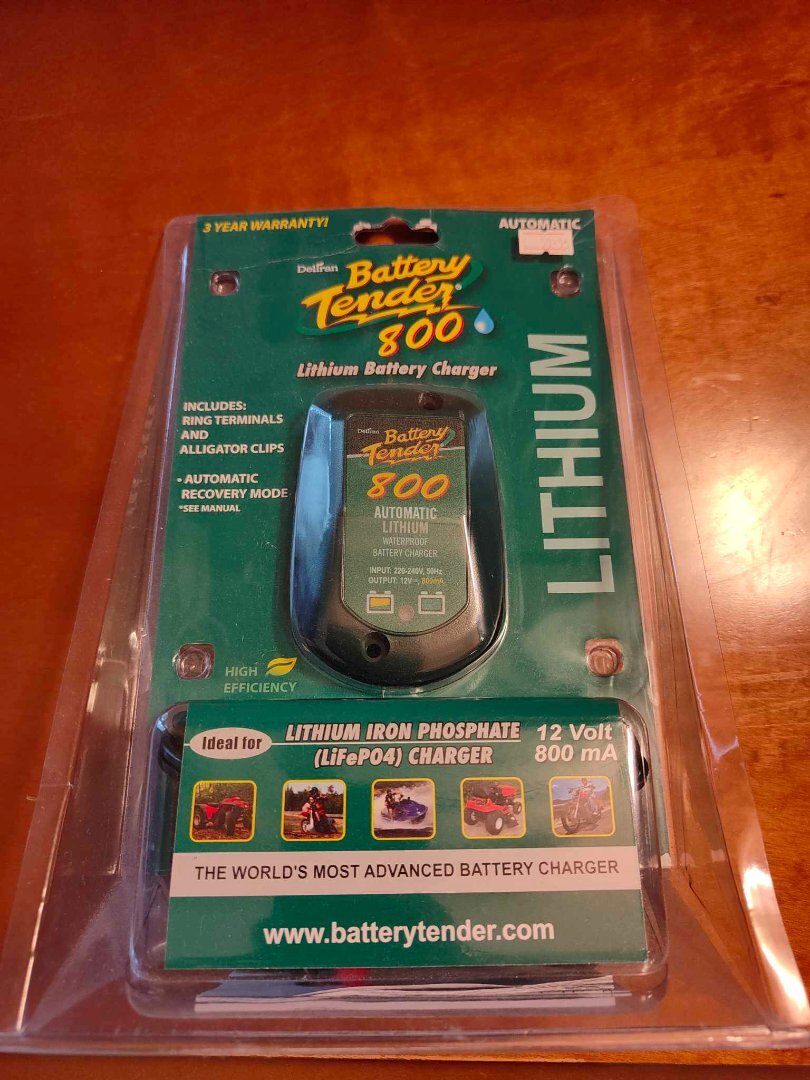 3 YEAR WARRANTY!
AUTOMATIC
Deltran
Battery
Tender®
800
Lithium Battery Charger
LITHIUM
INCLUDES:
RING TERMINALS
AND
ALLIGATOR CLIPS
• AUTOMATIC
RECOVERY MODE
*SEE MANUAL
Deltran
Battery
Tender
800
AUTOMATIC
LITHIUM
WATERPROOF
BATTERY CHARGER
INPUT: 220-240V, 50Hz
OUTPUT: 12V⎓, 800mA
HIGH
EFFICIENCY
Ideal for
LITHIUM IRON PHOSPHATE
(LiFePO4) CHARGER
12 Volt
800 mA
THE WORLD'S MOST ADVANCED BATTERY CHARGER
www.batterytender.com